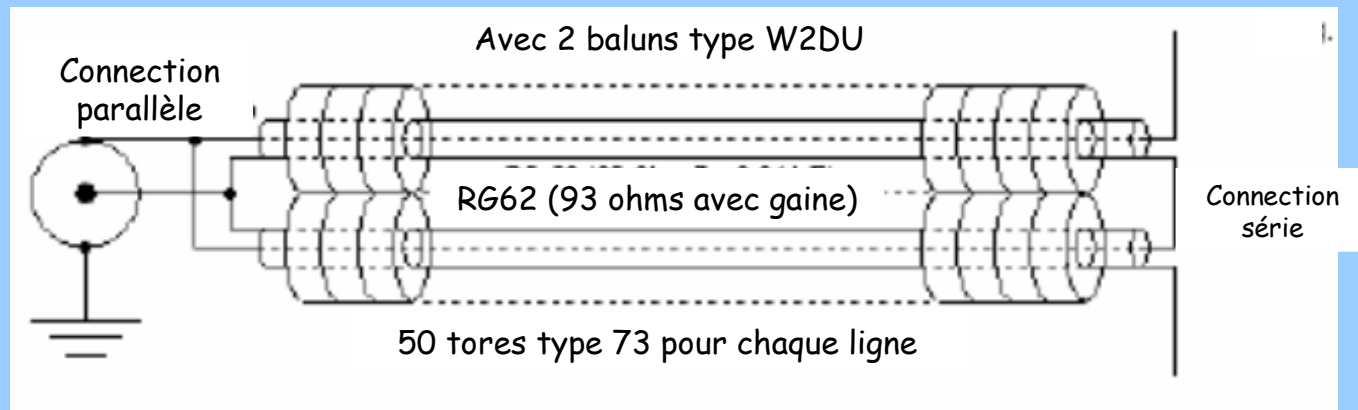 Avec 2 baluns type W2DU
Connection
parallèle
RG62 (93 ohms avec gaine)
Connection
série
50 tores type 73 pour chaque ligne